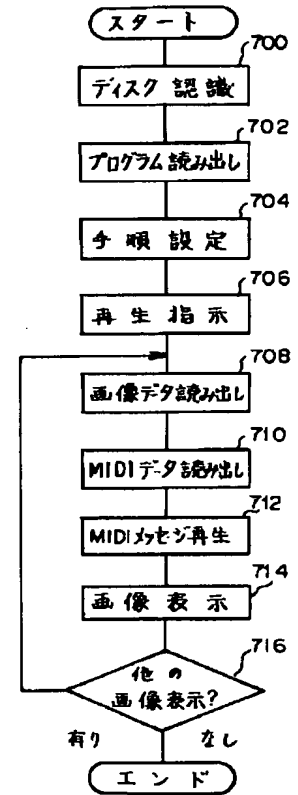 スタート
700
ディスク認識
702
プログラム読み出し
704
手順設定
706
再生指示
708
画像データ読み出し
710
MIDIデータ読み出し
712
MIDIメッセージ再生
714
画像表示
716
他の
画像表示?
有り なし
エンド